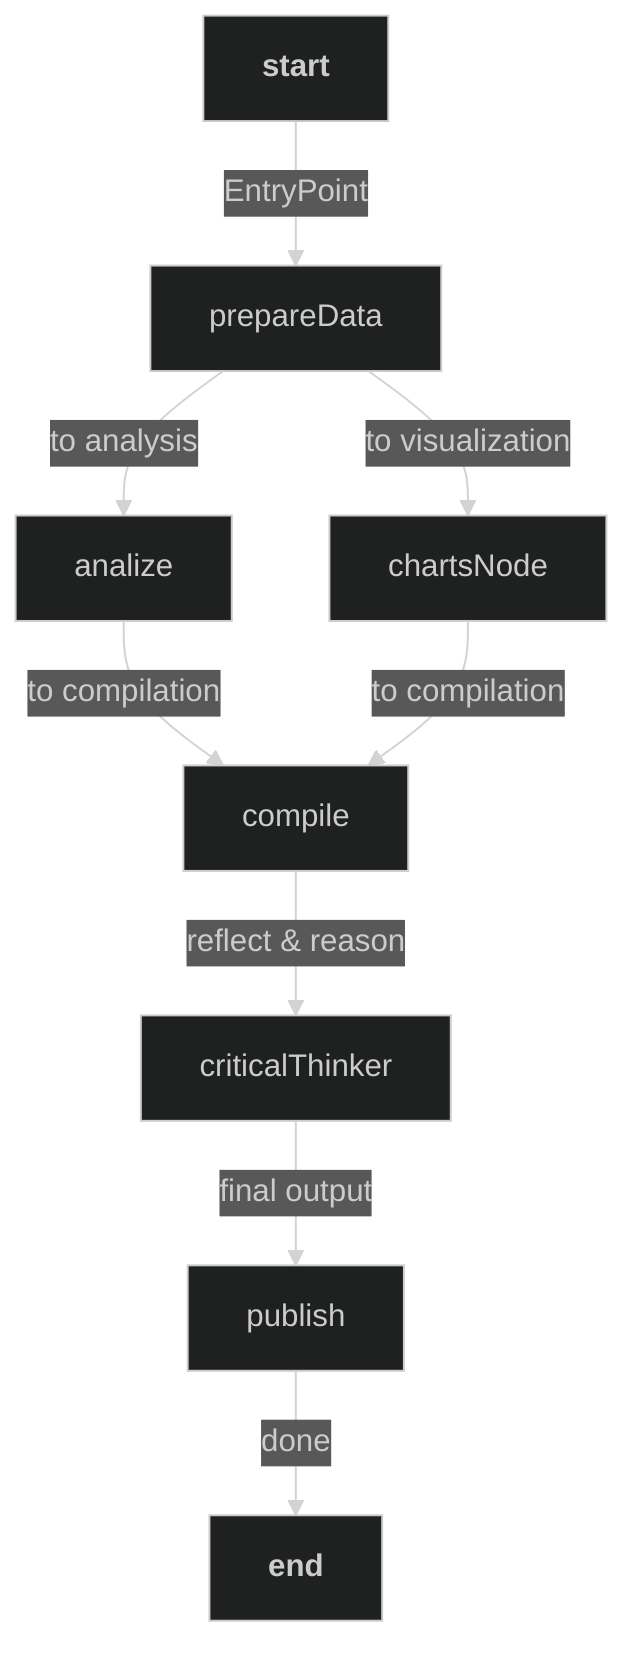 start
EntryPoint
prepareData
to analysis
to visualization
analize
chartsNode
to compilation
to compilation
compile
reflect & reason
criticalThinker
final output
publish
done
end